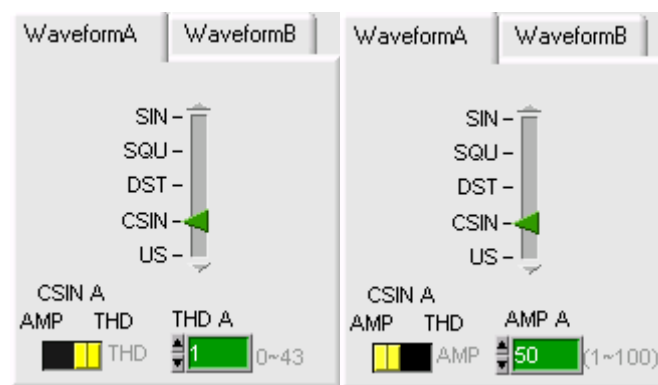 WaveformA WaveformB
SIN
SQU
DST
CSIN
US
CSIN A
AMP THD THD A
THD 1 0~43
WaveformA WaveformB
SIN
SQU
DST
CSIN
US
CSIN A
AMP THD AMP A
AMP 50 (1~100)